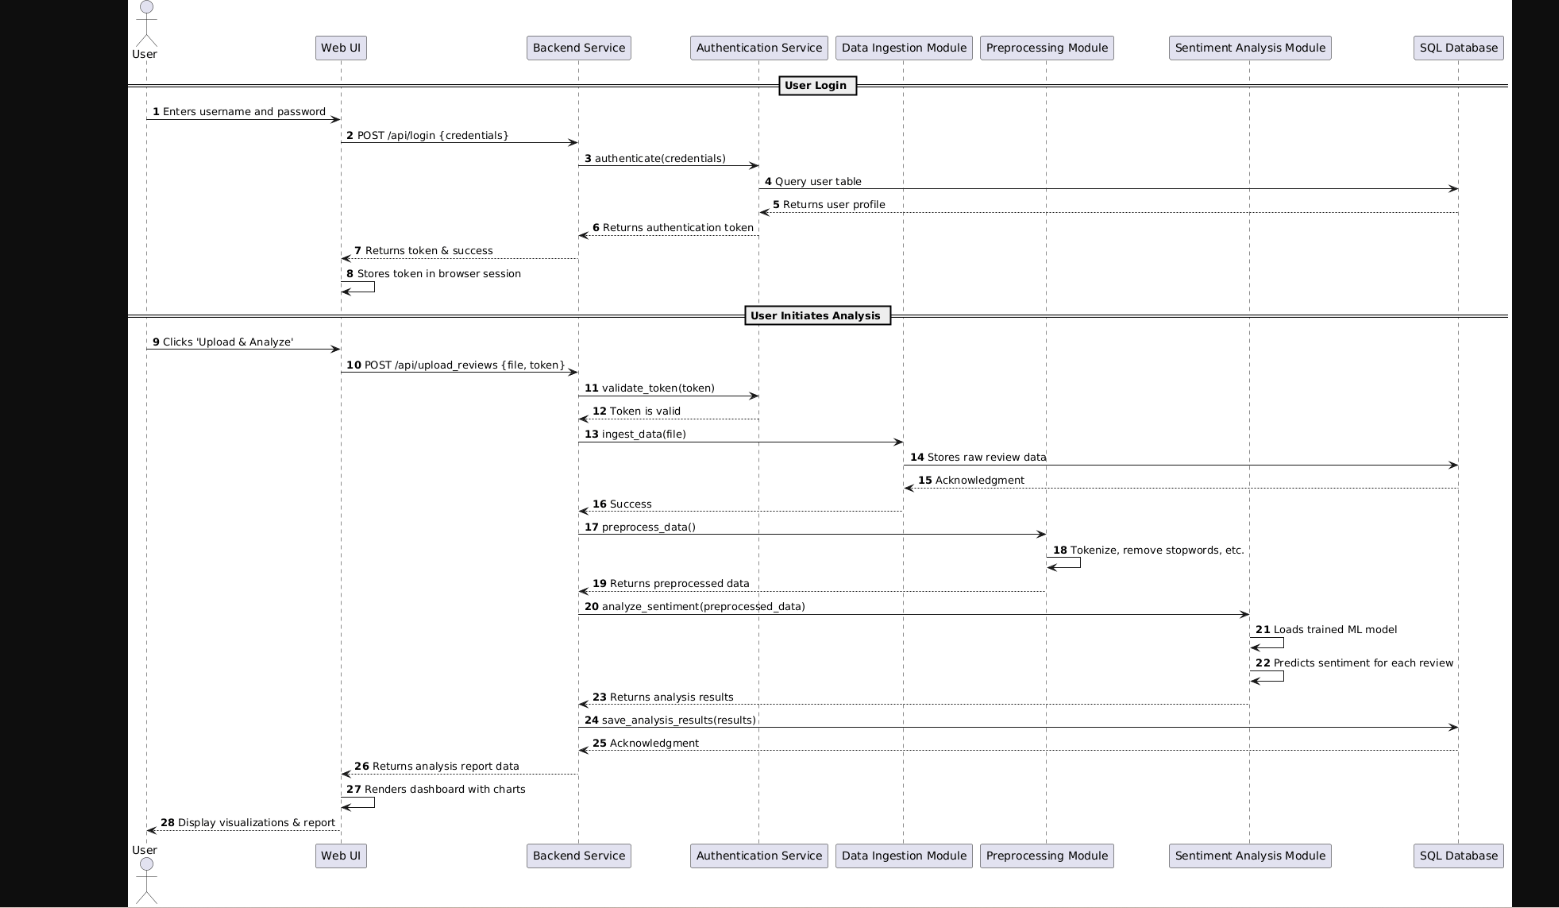 User
Web UI
Backend Service
Authentication Service
Data Ingestion Module
Preprocessing Module
Sentiment Analysis Module
SQL Database
User Login
1 Enters username and password
2 POST /api/login {credentials}
3 authenticate(credentials)
4 Query user table
5 Returns user profile
6 Returns authentication token
7 Returns token & success
8 Stores token in browser session
User Initiates Analysis
9 Clicks 'Upload & Analyze'
10 POST /api/upload_reviews {file, token}
11 validate_token(token)
12 Token is valid
13 ingest_data(file)
14 Stores raw review data
15 Acknowledgment
16 Success
17 preprocess_data()
18 Tokenize, remove stopwords, etc.
19 Returns preprocessed data
20 analyze_sentiment(preprocessed_data)
21 Loads trained ML model
22 Predicts sentiment for each review
23 Returns analysis results
24 save_analysis_results(results)
25 Acknowledgment
26 Returns analysis report data
27 Renders dashboard with charts
28 Display visualizations & report
User
Web UI
Backend Service
Authentication Service
Data Ingestion Module
Preprocessing Module
Sentiment Analysis Module
SQL Database